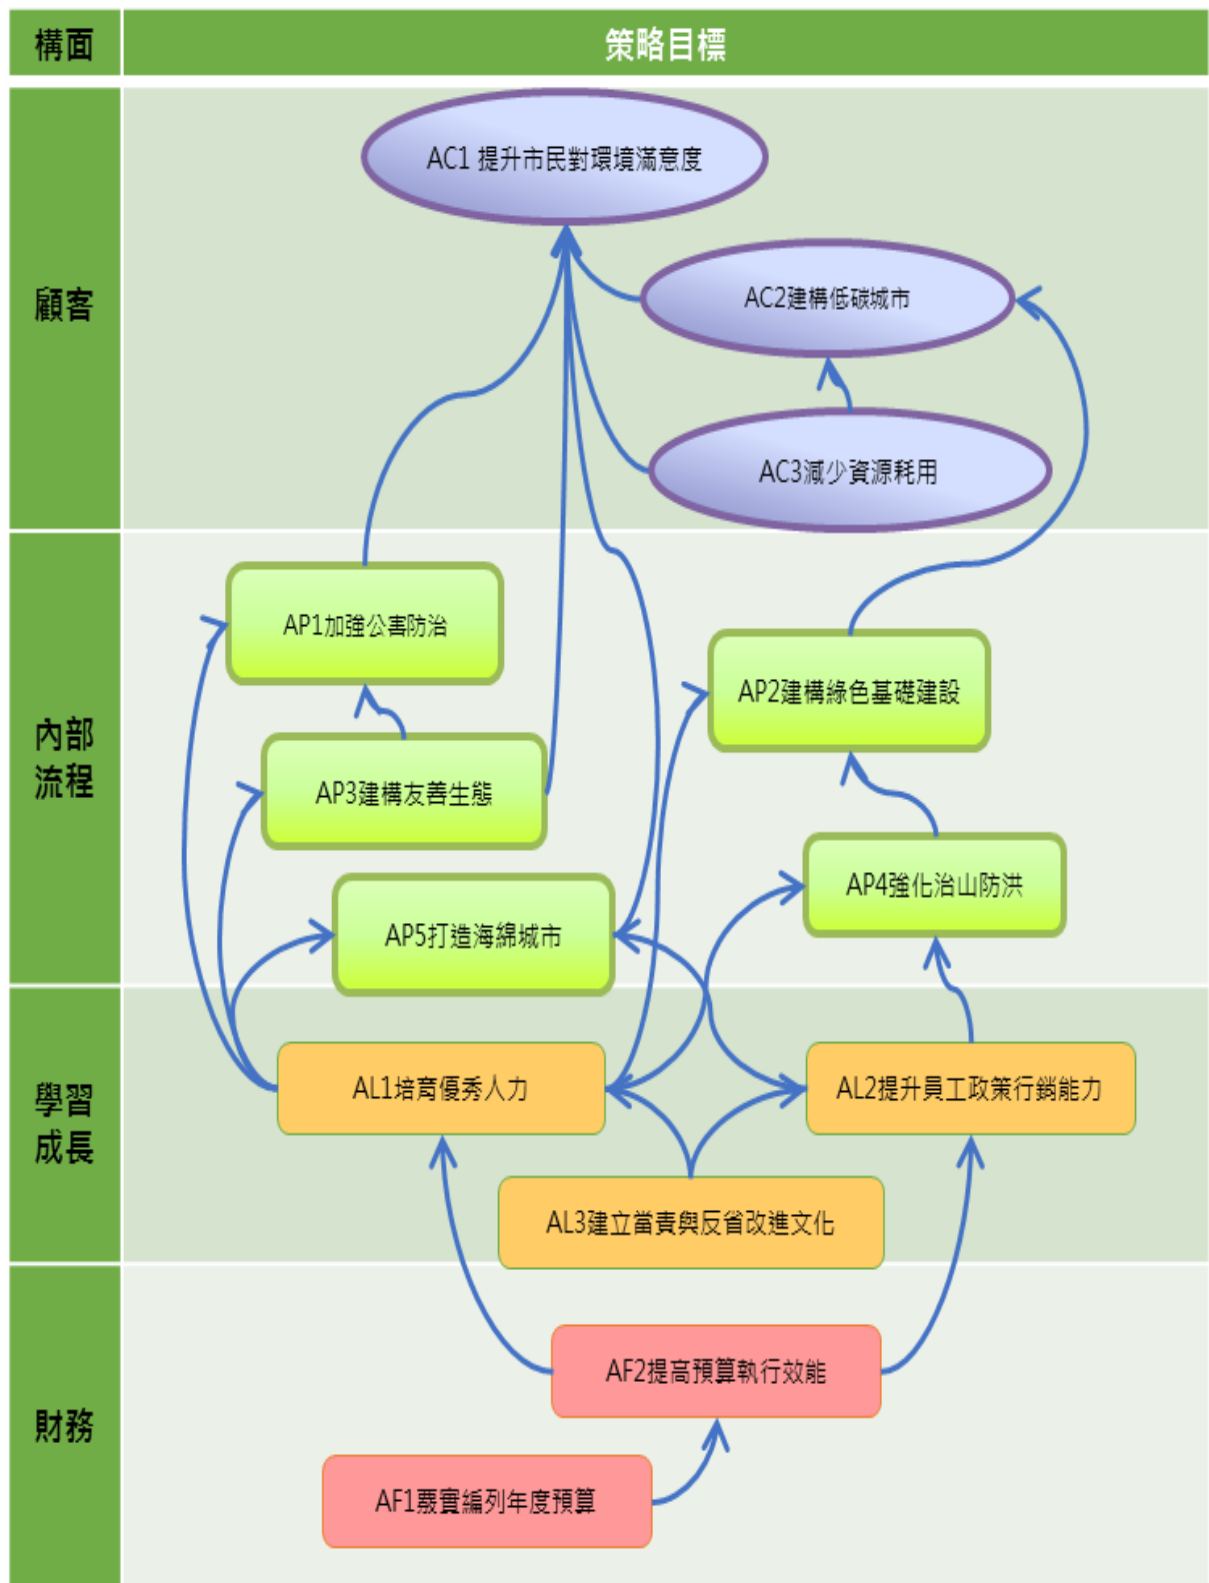 構面
策略目標
顧客
AC1 提升市民對環境滿意度
AC2建構低碳城市
AC3減少資源耗用
內部
流程
AP1加強公害防治
AP2建構綠色基礎建設
AP3建構友善生態
AP4強化治山防洪
AP5打造海綿城市
學習
成長
AL1培育優秀人力
AL2提升員工政策行銷能力
AL3建立當責與反省改進文化
財務
AF2提高預算執行效能
AF1覈實編列年度預算